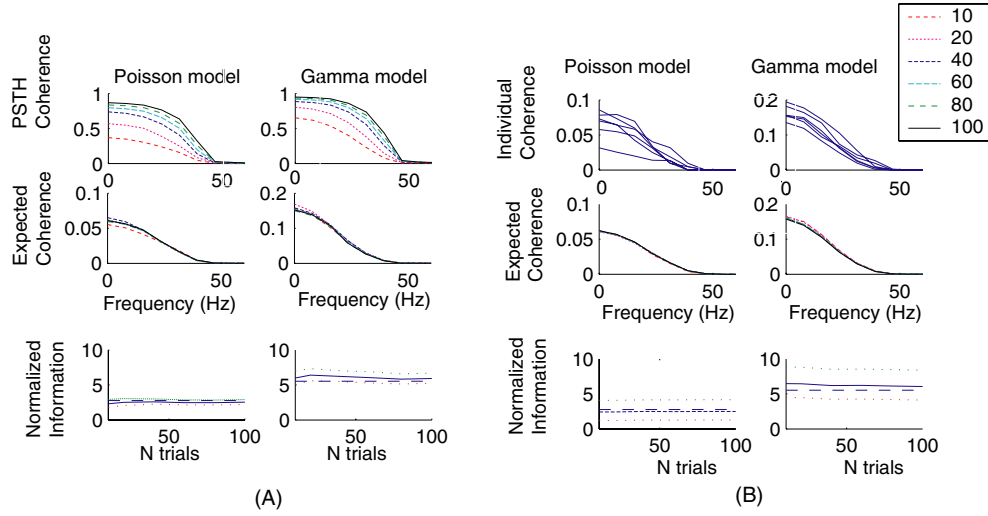 Poisson model
Gamma model
PSTH
Coherence
1
0.5
0
0
50
0
50
Expected
Coherence
0.1
0.05
0
0
50
0.2
0.1
0
0
50
Frequency (Hz)
Frequency (Hz)
Normalized
Information
10
5
0
50
100
N trials
10
5
0
50
100
N trials
(A)
10
20
40
60
80
100
Poisson model
Gamma model
Individual
Coherence
0.1
0.05
0
0
50
0.2
0.1
0
0
50
Expected
Coherence
0.1
0.05
0
0
50
0.2
0.1
0
0
50
Frequency (Hz)
Frequency (Hz)
Normalized
Information
10
5
0
50
100
N trials
10
5
0
50
100
N trials
(B)